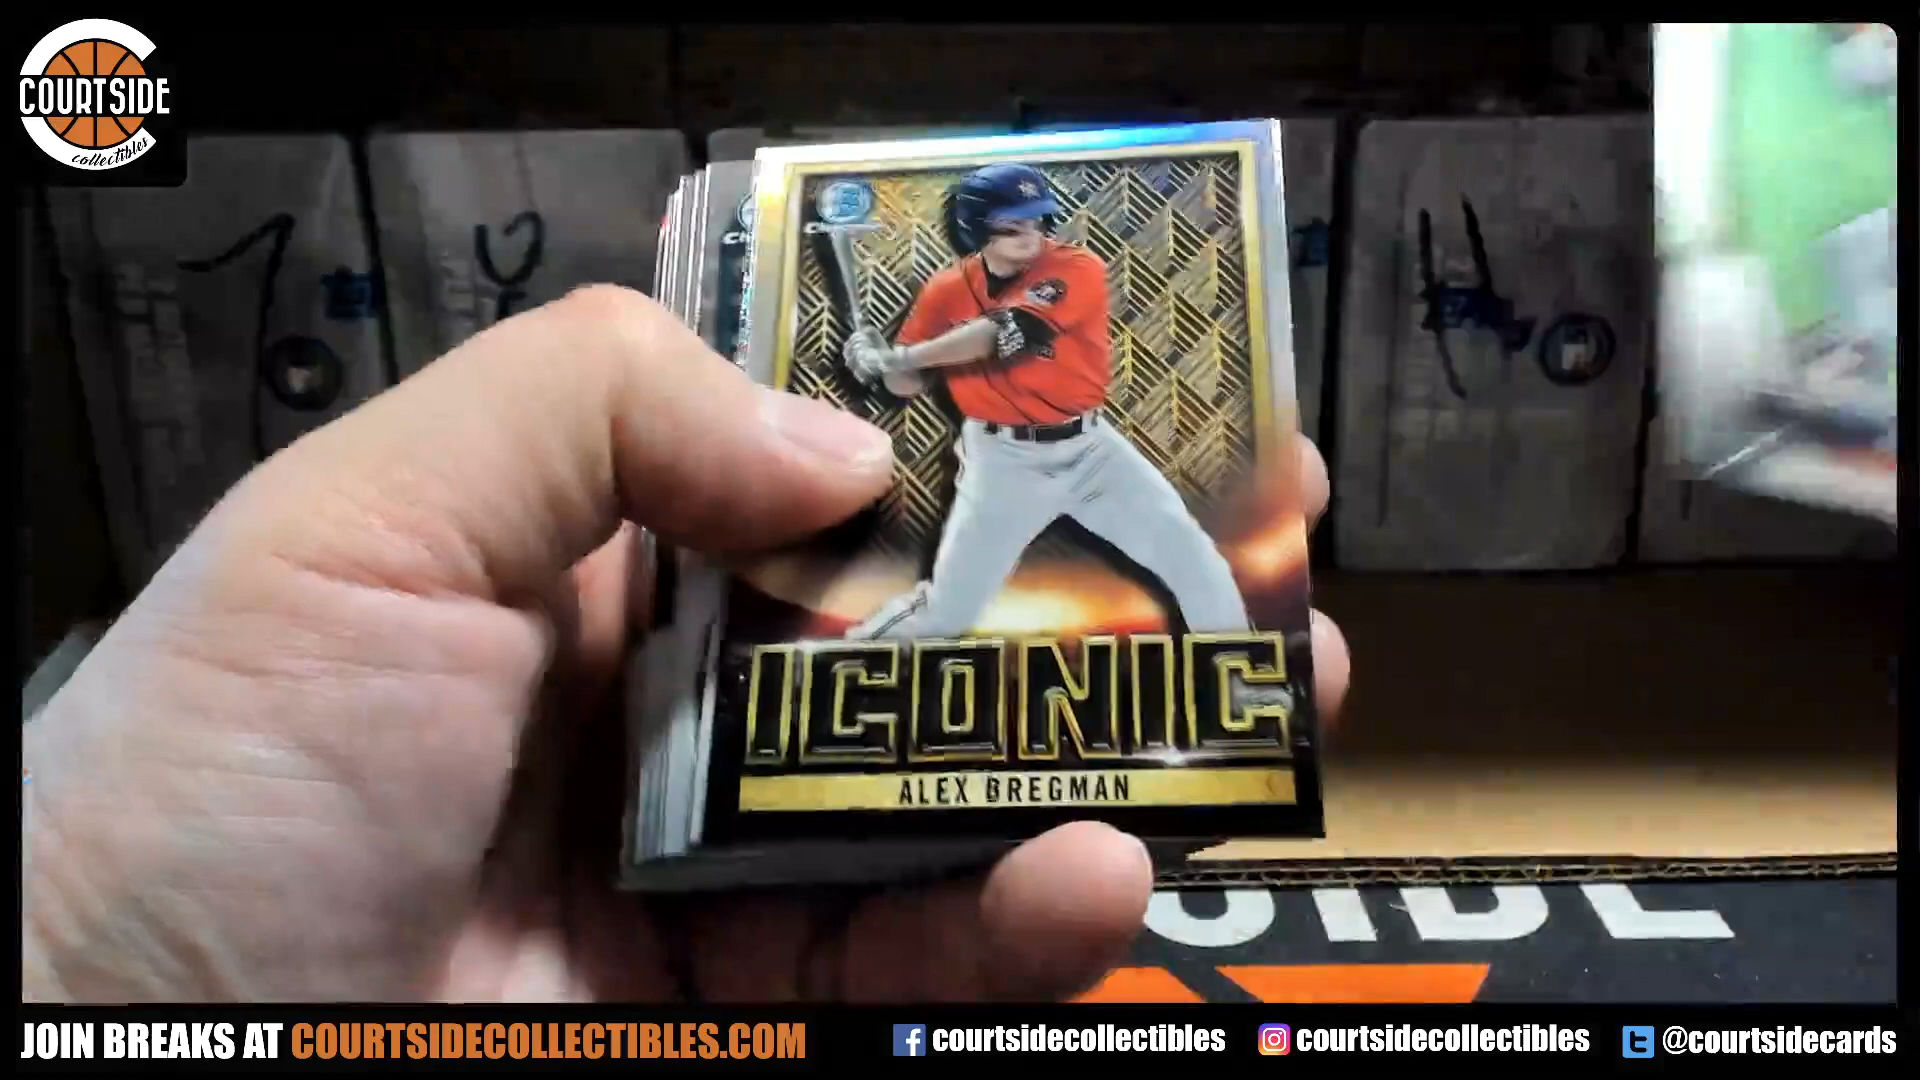 COURTSIDE
collectibles
ICONIC
ALEX BREGMAN
JOIN BREAKS AT COURTSIDECOLLECTIBLES.COM
courtsidecollectibles
courtsidecollectibles
@courtsidecards